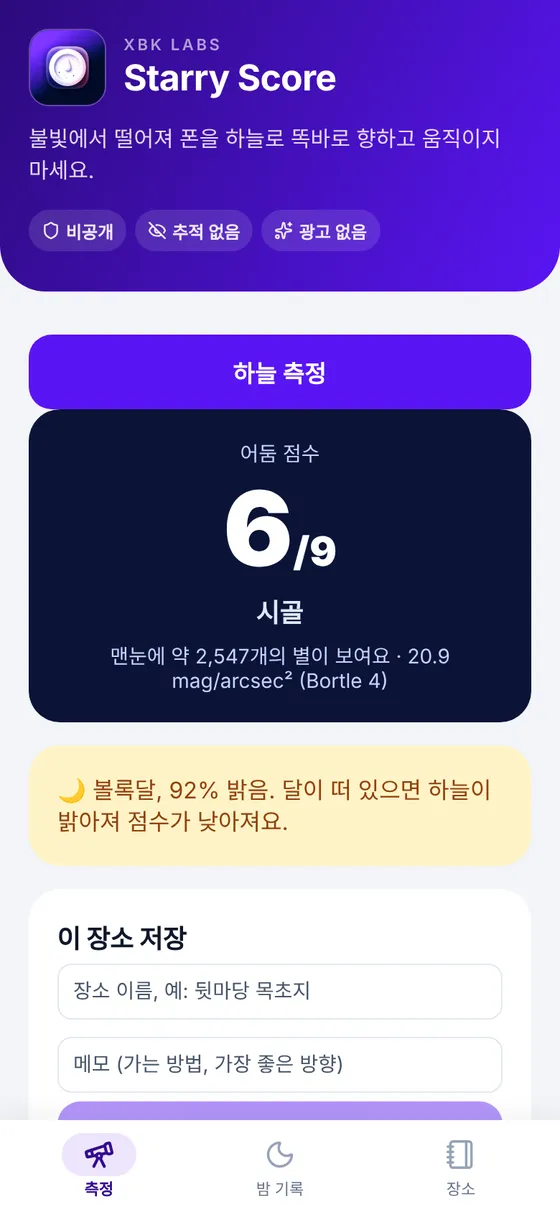 XBK LABS
Starry Score
불빛에서 떨어져 폰을 하늘로 똑바로 향하고 움직이지
마세요.
비공개
추적 없음
광고 없음
하늘 측정
어둠 점수
6/9
시골
맨눈에 약 2,547개의 별이 보여요 · 20.9
mag/arcsec² (Bortle 4)
🌙 볼록달, 92% 밝음. 달이 떠 있으면 하늘이
밝아져 점수가 낮아져요.
이 장소 저장
장소 이름, 예: 뒷마당 목초지
메모 (가는 방법, 가장 좋은 방향)
측정
밤 기록
장소